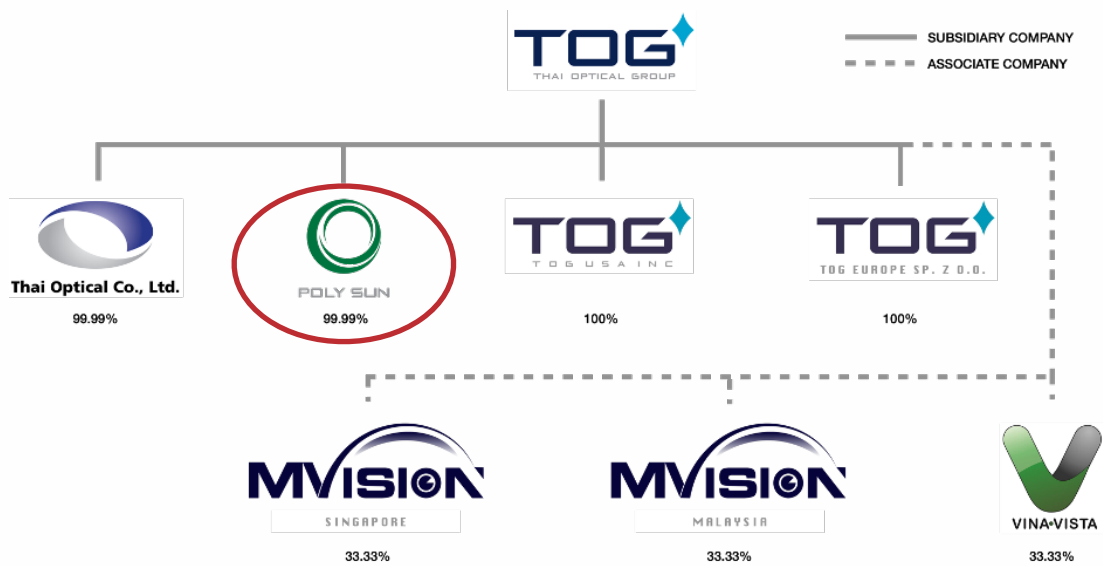 TOG
THAI OPTICAL GROUP
SUBSIDIARY COMPANY
ASSOCIATE COMPANY
Thai Optical Co., Ltd.
99.99%
POLY SUN
99.99%
TOG
TOG USA INC
100%
TOG
TOG EUROPE SP. Z O.O.
100%
MVISION
SINGAPORE
33.33%
MVISION
MALAYSIA
33.33%
VINA•VISTA
33.33%